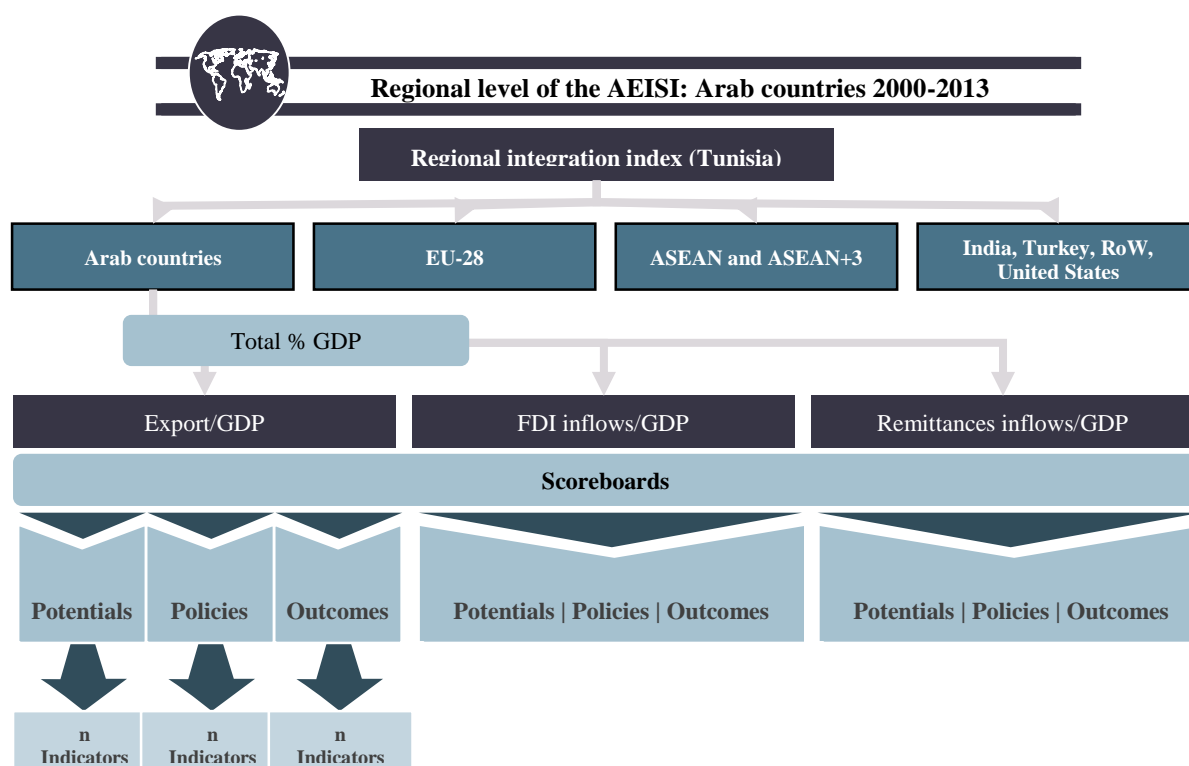 Regional level of the AEISI: Arab countries 2000-2013
Regional integration index (Tunisia)
Arab countries
EU-28
ASEAN and ASEAN+3
India, Turkey, RoW,
United States
Total % GDP
Export/GDP
FDI inflows/GDP
Remittances inflows/GDP
Scoreboards
Potentials
Policies
Outcomes
Potentials | Policies | Outcomes
Potentials | Policies | Outcomes
n
Indicators
n
Indicators
n
Indicators